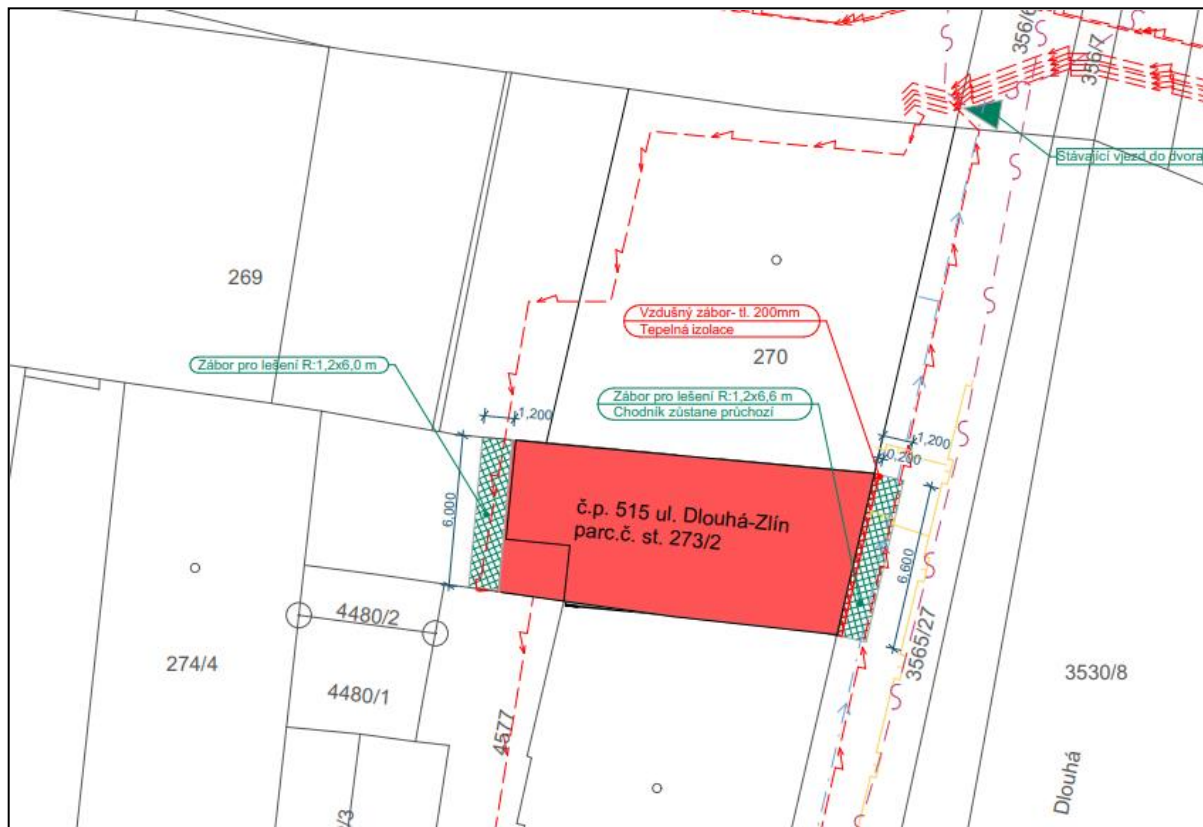 356/6
356/7
Stávající vjezd do dvora
269
Vzdušný zábor- tl. 200mm
Tepelná izolace
270
Zábor pro lešení R:1,2x6,0 m
Zábor pro lešení R:1,2x6,6 m
Chodník zůstane průchozí
1,200
1,200
0,200
6,000
č.p. 515 ul. Dlouhá-Zlín
parc.č. st. 273/2
6,600
4480/2
274/4
3565/27
3530/8
4480/1
4577
Dlouhá
/3